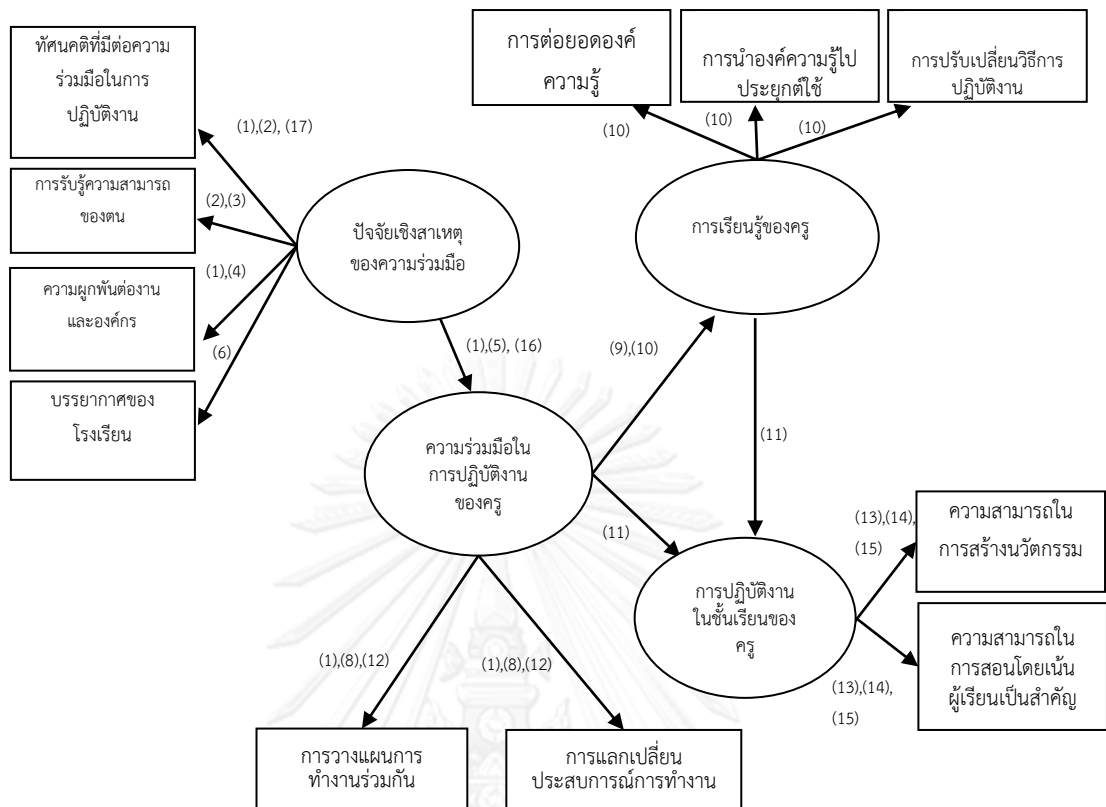 ทัศนคติที่มีต่อความ
ร่วมมือในการ
ปฏิบัติงาน
การรับรู้ความสามารถ
ของตน
ความผูกพันต่องาน
และองค์กร
บรรยากาศของ
โรงเรียน
(1),(2), (17)
(2),(3)
(1),(4)
(6)
ปัจจัยเชิงสาเหตุ
ของความร่วมมือ
(1),(5), (16)
การต่อยอดองค์
ความรู้
การนำองค์ความรู้ไป
ประยุกต์ใช้
การปรับเปลี่ยนวิธีการ
ปฏิบัติงาน
(10)
(10)
(10)
การเรียนรู้ของครู
(9),(10)
(11)
ความร่วมมือใน
การปฏิบัติงาน
ของครู
(11)
การปฏิบัติงาน
ในชั้นเรียนของ
ครู
(13),(14),
(15)
ความสามารถใน
การสร้างนวัตกรรม
(13),(14),
(15)
ความสามารถใน
การสอนโดยเน้น
ผู้เรียนเป็นสำคัญ
(1),(8),(12)
(1),(8),(12)
การวางแผนการ
ทำงานร่วมกัน
การแลกเปลี่ยน
ประสบการณ์การทำงาน